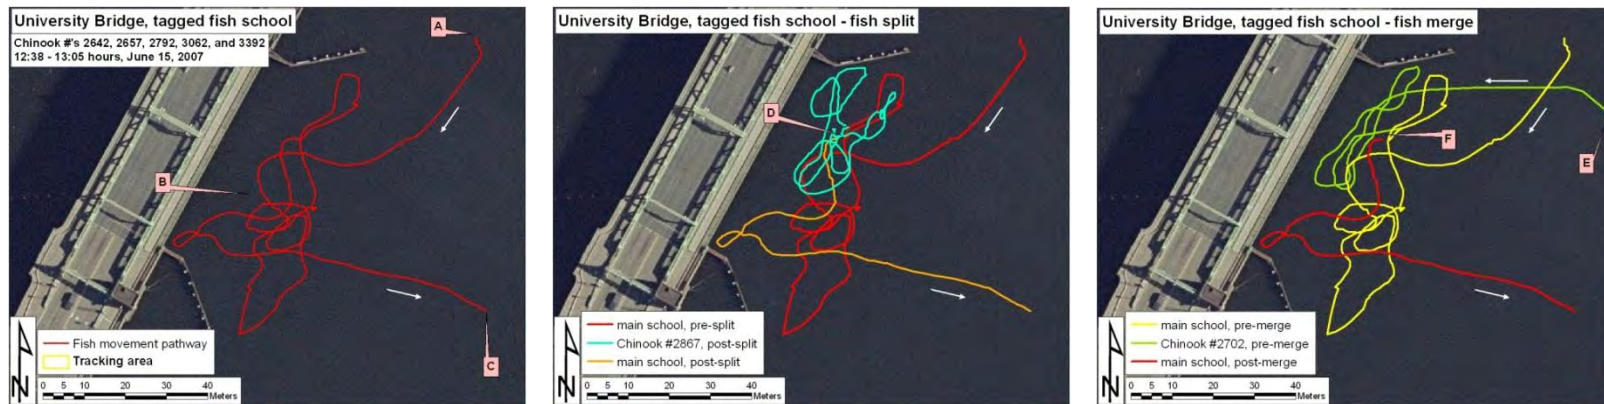 University Bridge, tagged fish school
Chinook #'s 2642, 2657, 2792, 3062, and 3392
12:38 - 13:05 hours, June 15, 2007
A
B
C
N
Fish movement pathway
Tracking area
0 5 10 20 30 40
Meters
University Bridge, tagged fish school - fish split
D
N
main school, pre-split
Chinook #2867, post-split
main school, post-split
0 5 10 20 30 40
Meters
University Bridge, tagged fish school - fish merge
F
E
N
main school, pre-merge
Chinook #2702, pre-merge
main school, post-merge
0 5 10 20 30 40
Meters